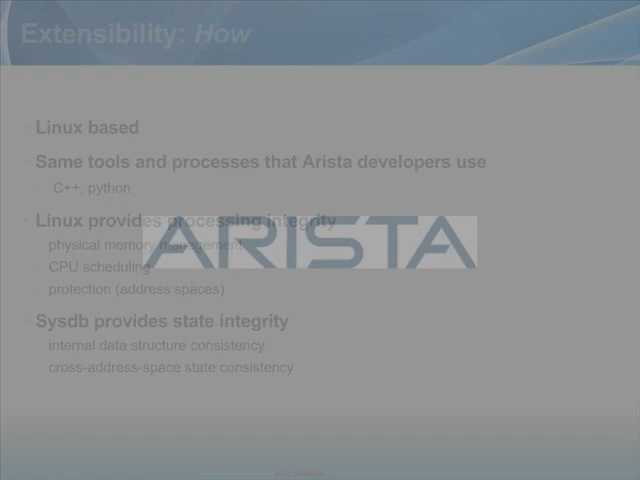 Extensibility: How
Linux based
Same tools and processes that Arista developers use
C++, python
Linux provides processing integrity
physical memory management
ARISTA
CPU scheduling
protection (address spaces)
Sysdb provides state integrity
internal data structure consistency
cross-address-space state consistency